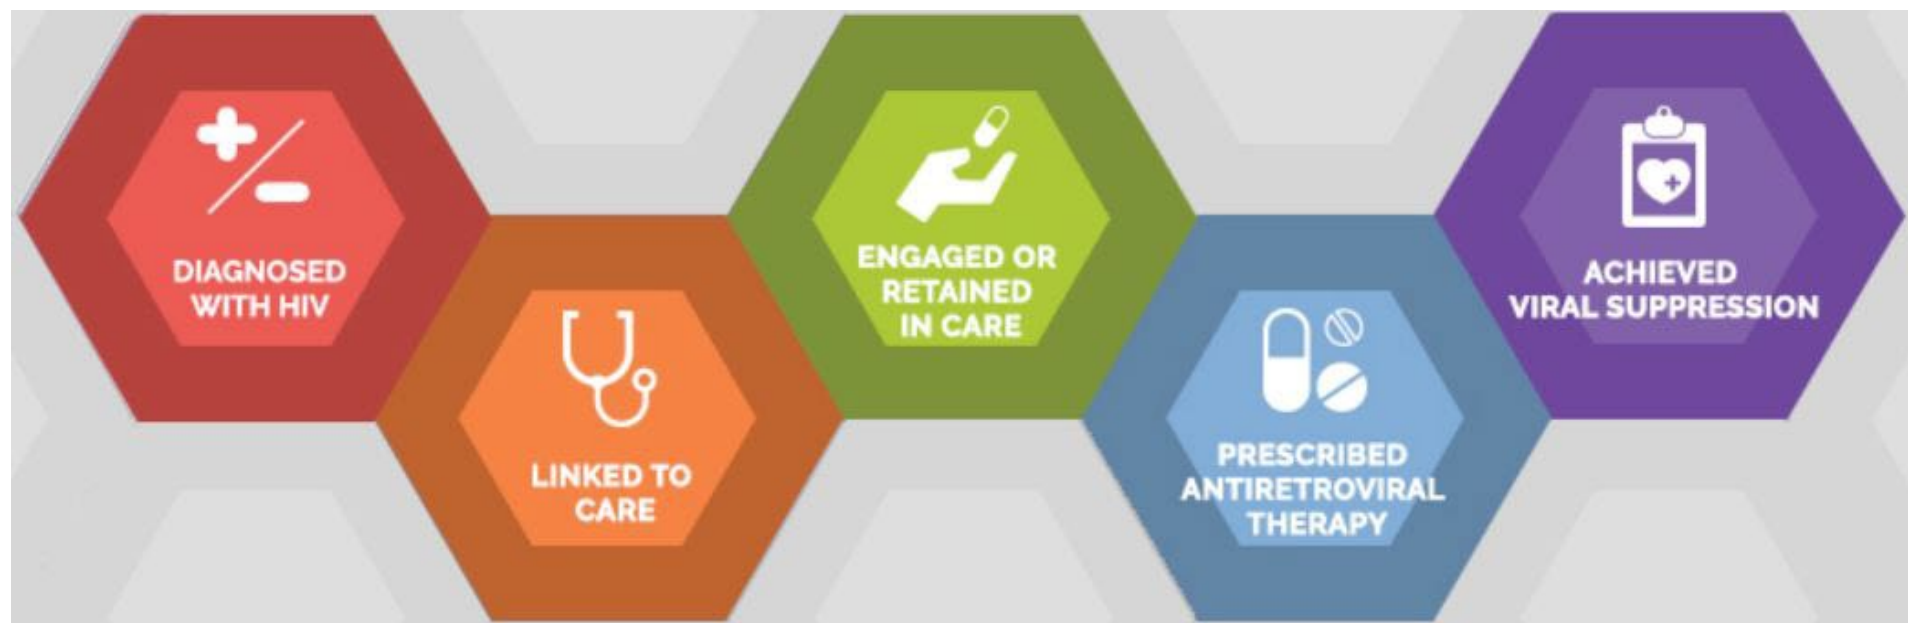 DIAGNOSED
WITH HIV
LINKED TO
CARE
ENGAGED OR
RETAINED
IN CARE
PRESCRIBED
ANTIRETROVIRAL
THERAPY
ACHIEVED
VIRAL SUPPRESSION